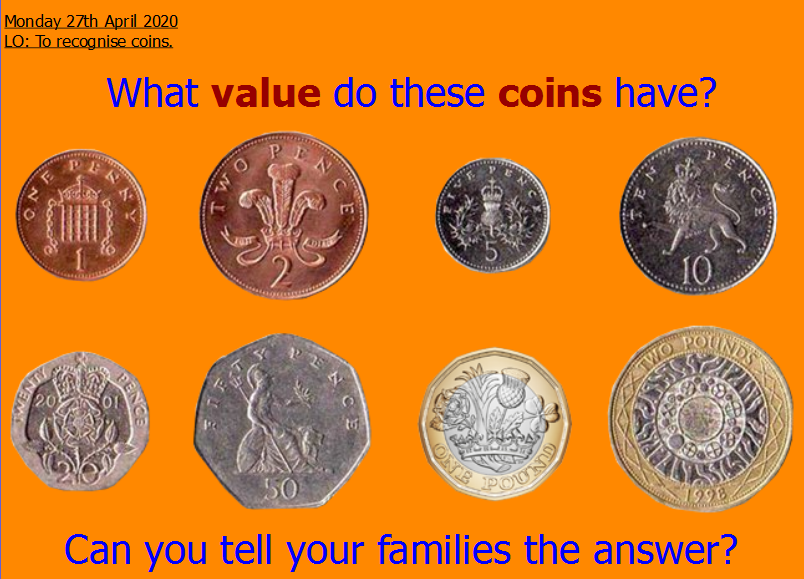 Monday 27th April 2020
LO: To recognise coins.
What value do these coins have?
ONE PENNY
1
TWO PENCE
2
FIVE PENCE
5
TEN PENCE
10
TWENTY PENCE
20 01
20
FIFTY PENCE
50
ONE POUND
TWO POUNDS
1998
Can you tell your families the answer?